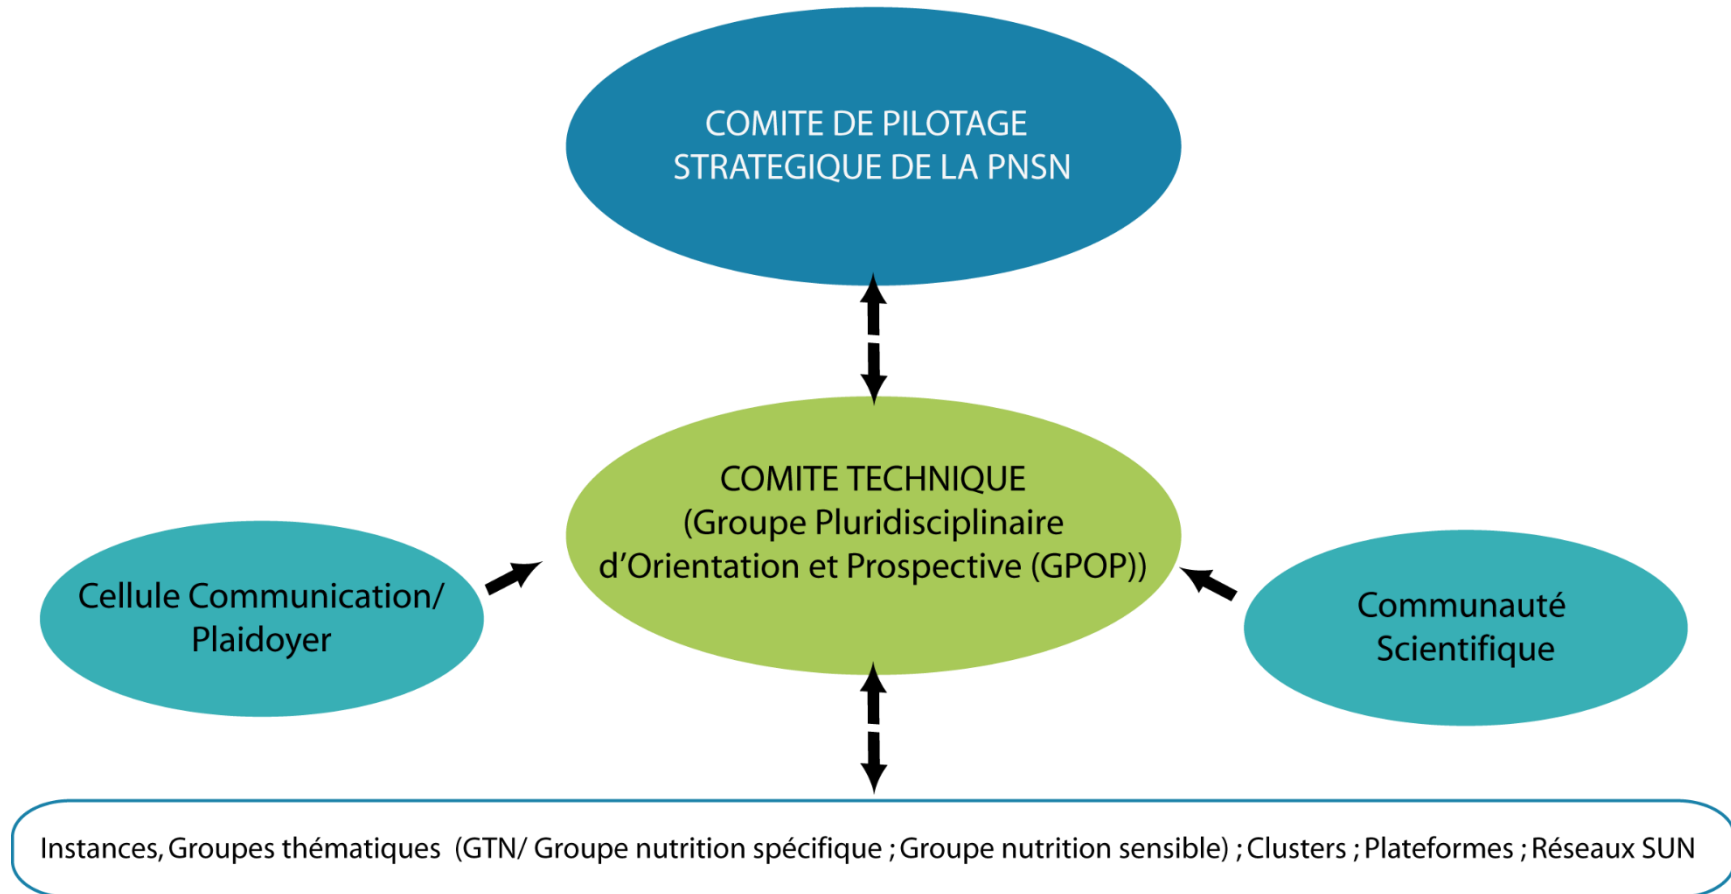 COMITE DE PILOTAGE
STRATEGIQUE DE LA PNSN
COMITE TECHNIQUE
(Groupe Pluridisciplinaire
d’Orientation et Prospective (GPOP))
Cellule Communication/
Plaidoyer
Communauté
Scientifique
Instances, Groupes thématiques (GTN/ Groupe nutrition spécifique ; Groupe nutrition sensible) ; Clusters ; Plateformes ; Réseaux SUN